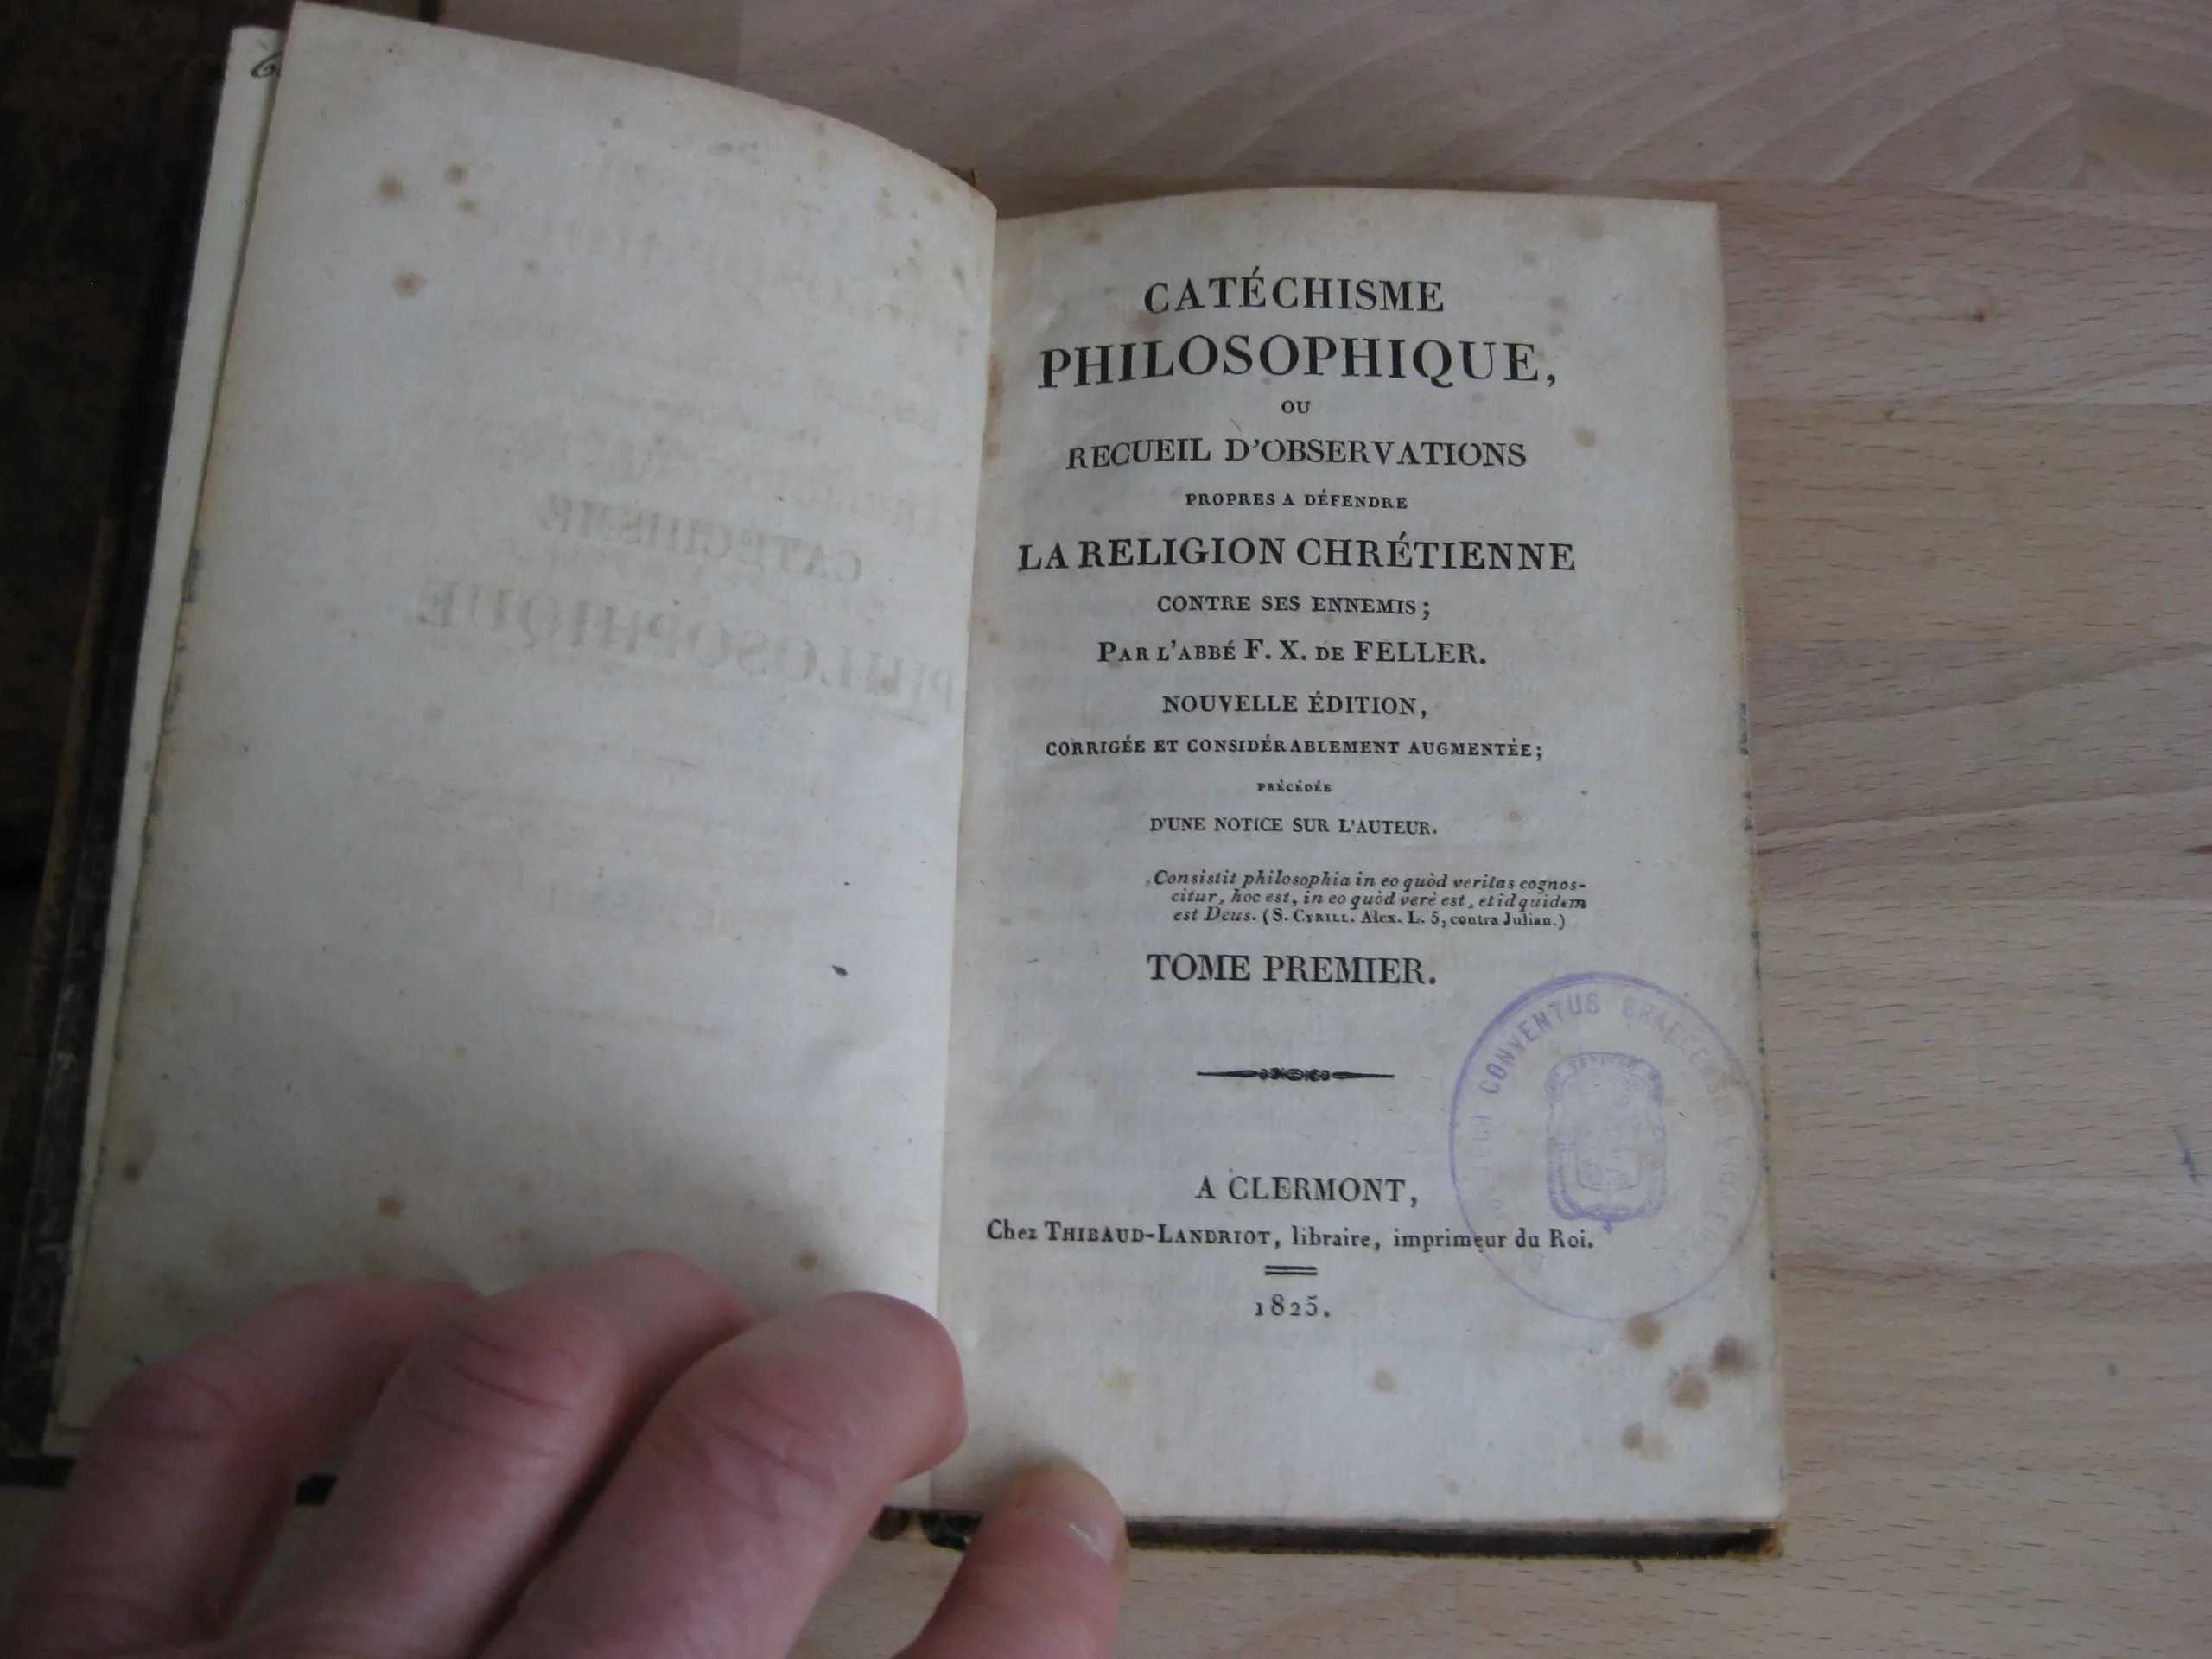 CATÉCHISME
PHILOSOPHIQUE,
OU
RECUEIL D'OBSERVATIONS
PROPRES A DÉFENDRE
LA RELIGION CHRÉTIENNE
CONTRE SES ENNEMIS;
PAR L'ABBÉ F. X. DE FELLER.
NOUVELLE ÉDITION,
CORRIGÉE ET CONSIDÉRABLEMENT AUGMENTÉE;
PRÉCÉDÉE
D'UNE NOTICE SUR L'AUTEUR.
Consistit philosophia in eo quòd veritas cognos-
citur, hoc est, in eo quòd verè est, et id quidem
est Deus. (S. CYRILL. Alex. L. 5, contra Julian.)
TOME PREMIER.
A CLERMONT,
Chez THIBAUD-LANDRIOT, libraire, imprimeur du Roi.
1825.
CONVENTUS
CATÉCHISME
PHILOSOPHIQUE.